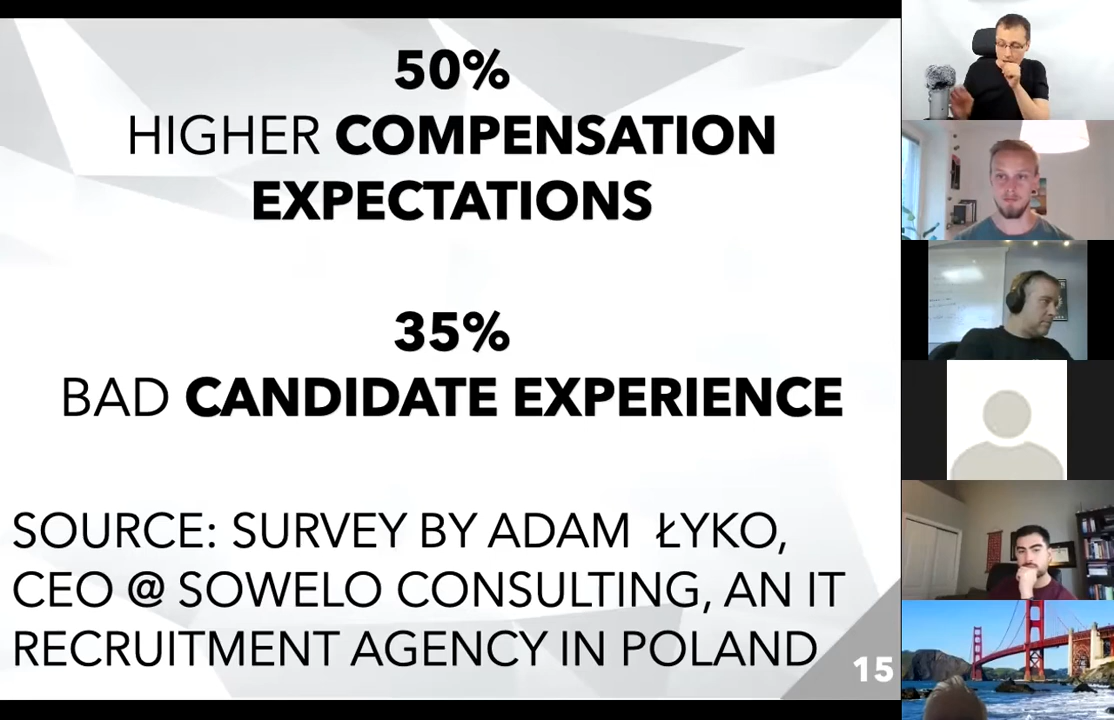 50%
HIGHER COMPENSATION
EXPECTATIONS
35%
BAD CANDIDATE EXPERIENCE
SOURCE: SURVEY BY ADAM ŁYKO,
CEO @ SOWELO CONSULTING, AN IT
RECRUITMENT AGENCY IN POLAND
15